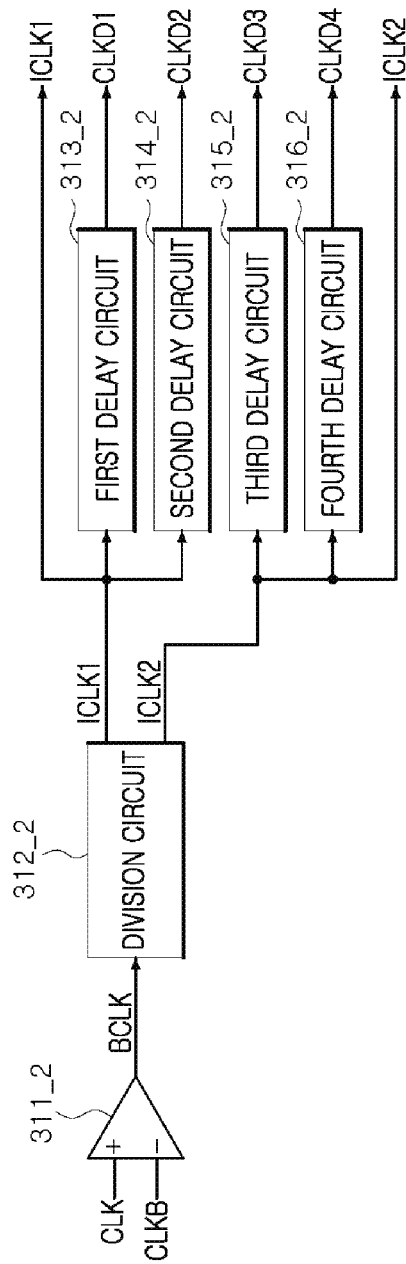 CLK
CLKB
+
−
311_2
BCLK
312_2
DIVISION CIRCUIT
ICLK1
ICLK2
ICLK1
313_2
FIRST DELAY CIRCUIT
CLKD1
314_2
SECOND DELAY CIRCUIT
CLKD2
315_2
THIRD DELAY CIRCUIT
CLKD3
316_2
FOURTH DELAY CIRCUIT
CLKD4
ICLK2